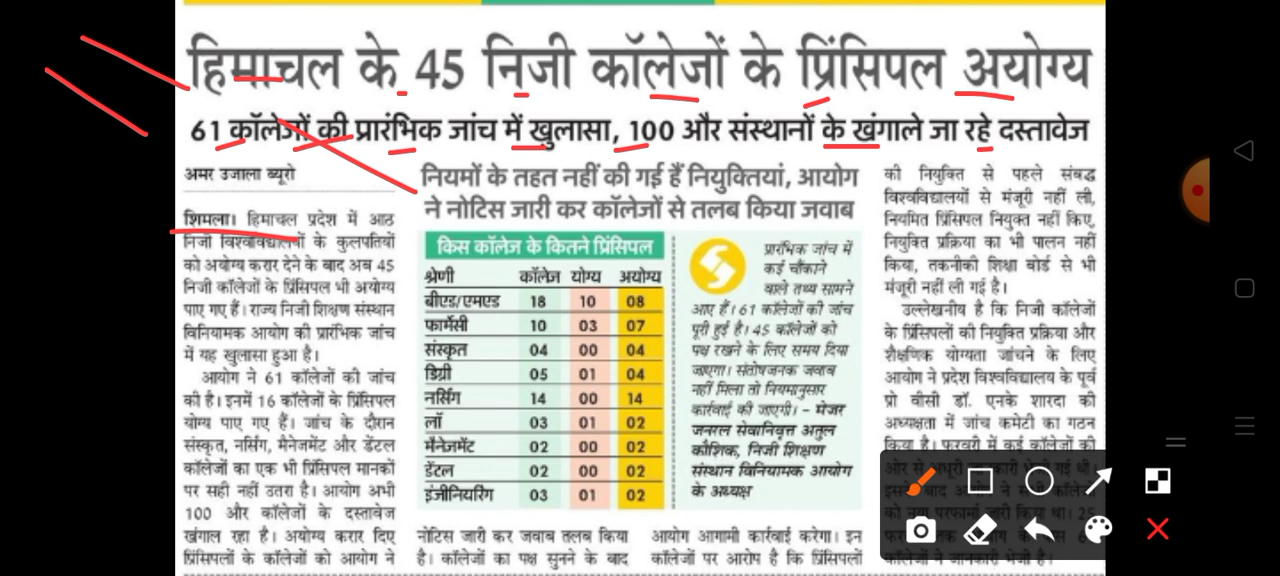 हिमाचल के 45 निजी कॉलेजों के प्रिंसिपल अयोग्य
61 कॉलेजों की प्रारंभिक जांच में खुलासा, 100 और संस्थानों के खंगाले जा रहे दस्तावेज
अमर उजाला ब्यूरो
शिमला। हिमाचल प्रदेश में आठ
निजी विश्वविद्यालयों के कुलपतियों
को अयोग्य करार देने के बाद अब 45
निजी कॉलेजों के प्रिंसिपल भी अयोग्य
पाए गए हैं। राज्य निजी शिक्षण संस्थान
विनियामक आयोग की प्रारंभिक जांच
में यह खुलासा हुआ है।
आयोग ने 61 कॉलेजों की जांच
की है। इनमें 16 कॉलेजों के प्रिंसिपल
योग्य पाए गए हैं। जांच के दौरान
संस्कृत, नर्सिंग, मैनेजमेंट और डेंटल
कॉलेजों का एक भी प्रिंसिपल मानकों
पर सही नहीं उतरा है। आयोग अभी
100 और कॉलेजों के दस्तावेज
खंगाल रहा है। अयोग्य करार दिए
प्रिंसिपलों के कॉलेजों को आयोग ने
नियमों के तहत नहीं की गई हैं नियुक्तियां, आयोग
ने नोटिस जारी कर कॉलेजों से तलब किया जवाब
किस कॉलेज के कितने प्रिंसिपल
श्रेणी कॉलेज योग्य अयोग्य
बीएड/एमएड 18 10 08
फार्मेसी 10 03 07
संस्कृत 04 00 04
डिग्री 05 01 04
नर्सिंग 14 00 14
लॉ 03 01 02
मैनेजमेंट 02 00 02
डेंटल 02 00 02
इंजीनियरिंग 03 01 02
प्रारंभिक जांच में
कई चौंकाने
वाले तथ्य सामने
आए हैं। 61 कॉलेजों की जांच
पूरी हुई है। 45 कॉलेजों को
पक्ष रखने के लिए समय दिया
जाएगा। संतोषजनक जवाब
नहीं मिला तो नियमानुसार
कार्रवाई की जाएगी। - मेजर
जनरल सेवानिवृत्त अतुल
कौशिक, निजी शिक्षण
संस्थान विनियामक आयोग
के अध्यक्ष
नोटिस जारी कर जवाब तलब किया
है। कॉलेजों का पक्ष सुनने के बाद
आयोग आगामी कार्रवाई करेगा। इन
कॉलेजों पर आरोप है कि प्रिंसिपलों
की नियुक्ति से पहले संबद्ध
विश्वविद्यालयों से मंजूरी नहीं ली,
नियमित प्रिंसिपल नियुक्त नहीं किए,
नियुक्ति प्रक्रिया का भी पालन नहीं
किया, तकनीकी शिक्षा बोर्ड से भी
मंजूरी नहीं ली गई है।
उल्लेखनीय है कि निजी कॉलेजों
के प्रिंसिपलों की नियुक्ति प्रक्रिया और
शैक्षणिक योग्यता जांचने के लिए
आयोग ने प्रदेश विश्वविद्यालय के पूर्व
प्रो वीसी डॉ. एनके शारदा की
अध्यक्षता में जांच कमेटी का गठन
किया है। फरवरी में कई कॉलेजों की